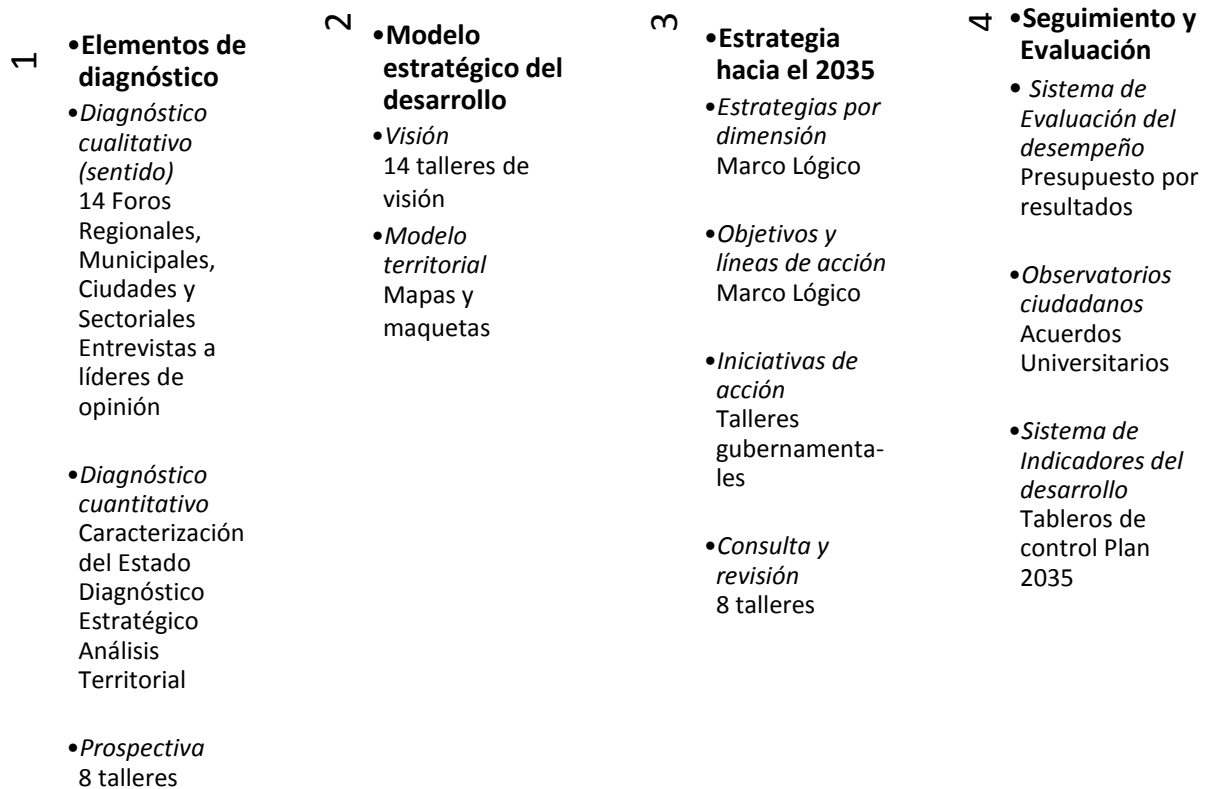 1
•Elementos de
diagnóstico
•Diagnóstico
cualitativo
(sentido)
14 Foros
Regionales,
Municipales,
Ciudades y
Sectoriales
Entrevistas a
líderes de
opinión
•Diagnóstico
cuantitativo
Caracterización
del Estado
Diagnóstico
Estratégico
Análisis
Territorial
•Prospectiva
8 talleres
2
•Modelo
estratégico del
desarrollo
•Visión
14 talleres de
visión
•Modelo
territorial
Mapas y
maquetas
3
•Estrategia
hacia el 2035
•Estrategias por
dimensión
Marco Lógico
•Objetivos y
líneas de acción
Marco Lógico
•Iniciativas de
acción
Talleres
gubernamenta-
les
•Consulta y
revisión
8 talleres
4
•Seguimiento y
Evaluación
• Sistema de
Evaluación del
desempeño
Presupuesto por
resultados
•Observatorios
ciudadanos
Acuerdos
Universitarios
•Sistema de
Indicadores del
desarrollo
Tableros de
control Plan
2035